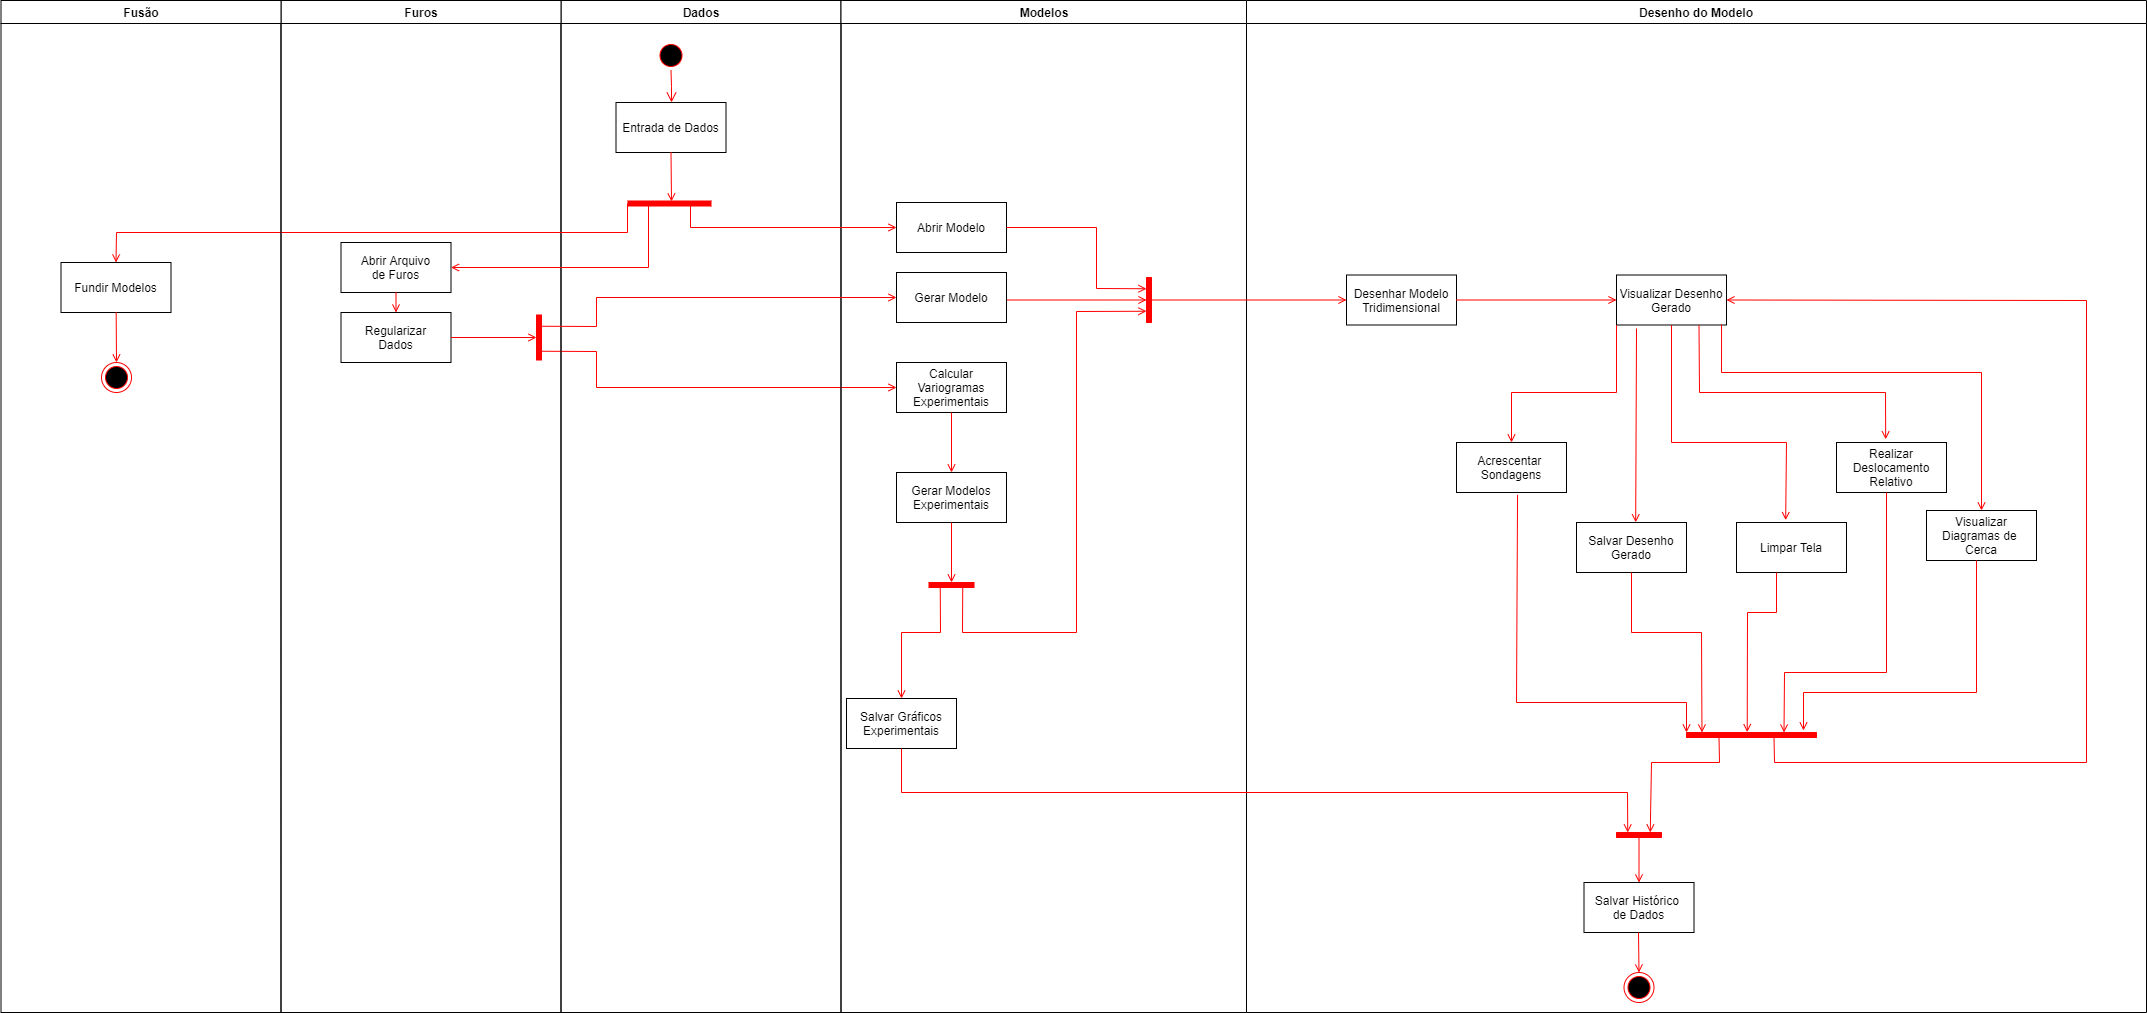 Fusão
Furos
Dados
Modelos
Desenho do Modelo
Entrada de Dados
Fundir Modelos
Abrir Arquivo
de Furos
Regularizar
Dados
Abrir Modelo
Gerar Modelo
Calcular
Variogramas
Experimentais
Gerar Modelos
Experimentais
Salvar Gráficos
Experimentais
Desenhar Modelo
Tridimensional
Visualizar Desenho
Gerado
Acrescentar
Sondagens
Salvar Desenho
Gerado
Limpar Tela
Realizar
Deslocamento
Relativo
Visualizar
Diagramas de
Cerca
Salvar Histórico
de Dados